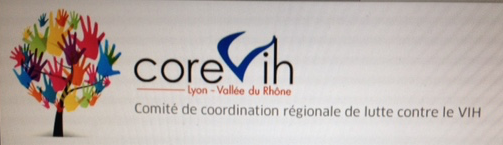 corevih
Lyon - Vallée du Rhône
Comité de coordination régionale de lutte contre le VIH